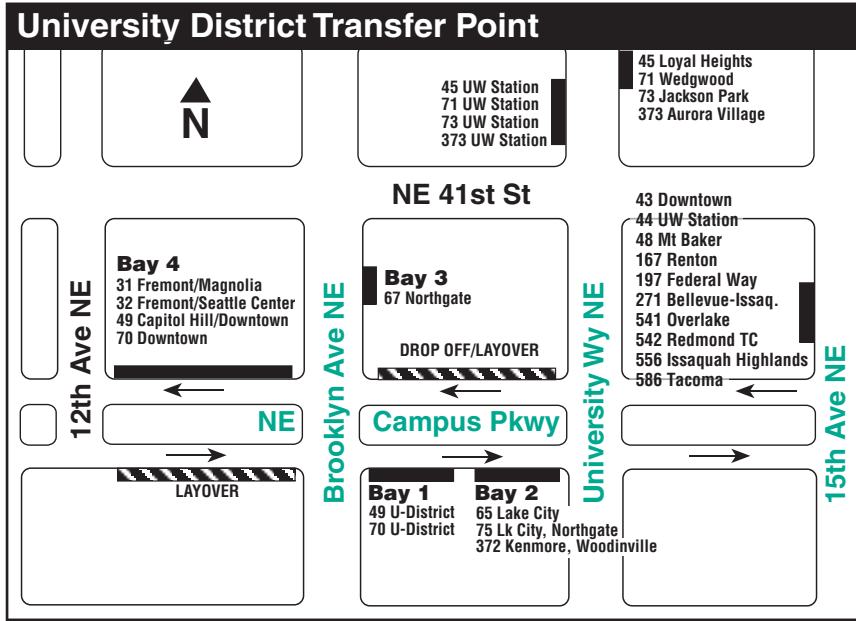 University District Transfer Point
N
45 UW Station
71 UW Station
73 UW Station
373 UW Station
45 Loyal Heights
71 Wedgwood
73 Jackson Park
373 Aurora Village
NE 41st St
12th Ave NE
Bay 4
31 Fremont/Magnolia
32 Fremont/Seattle Center
49 Capitol Hill/Downtown
70 Downtown
Brooklyn Ave NE
Bay 3
67 Northgate
DROP OFF/LAYOVER
University Wy NE
43 Downtown
44 UW Station
48 Mt Baker
167 Renton
197 Federal Way
271 Bellevue-Issaq.
541 Overlake
542 Redmond TC
556 Issaquah Highlands
586 Tacoma
15th Ave NE
NE Campus Pkwy
LAYOVER
Bay 1
49 U-District
70 U-District
Bay 2
65 Lake City
75 Lk City, Northgate
372 Kenmore, Woodinville